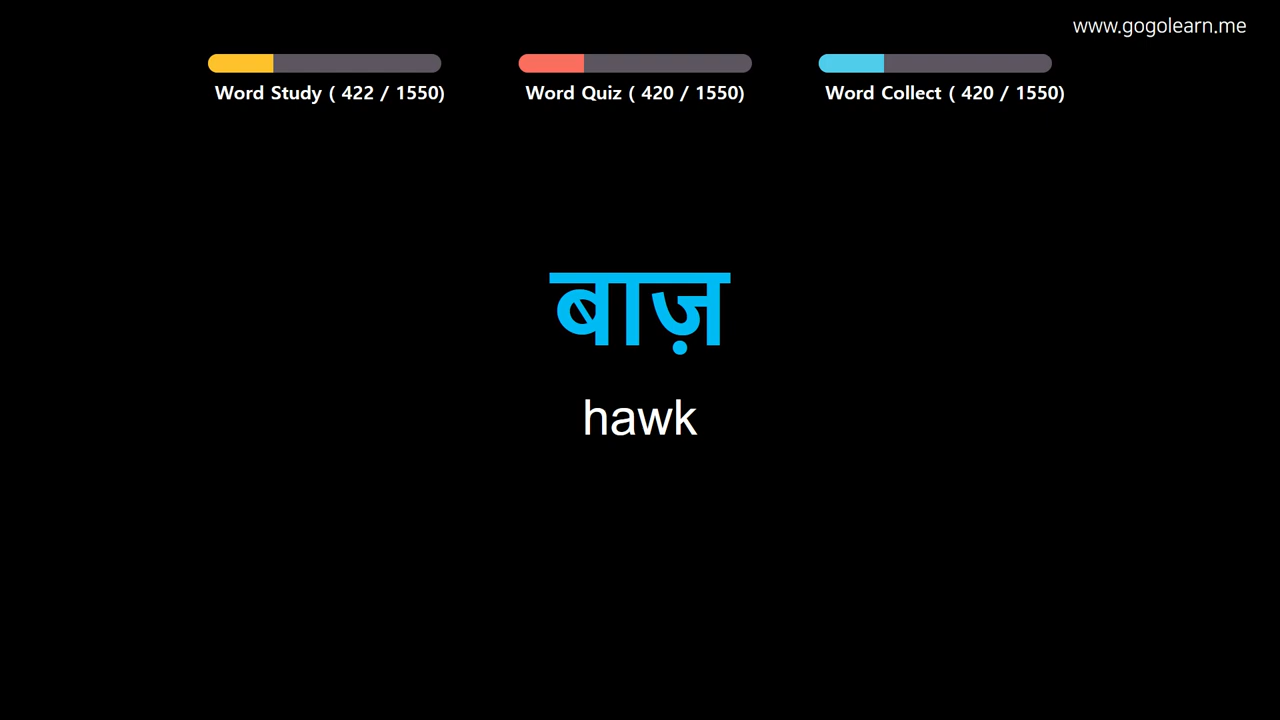 www.gogolearn.me
Word Study ( 422 / 1550)
Word Quiz ( 420 / 1550)
Word Collect ( 420 / 1550)
बाज़
hawk